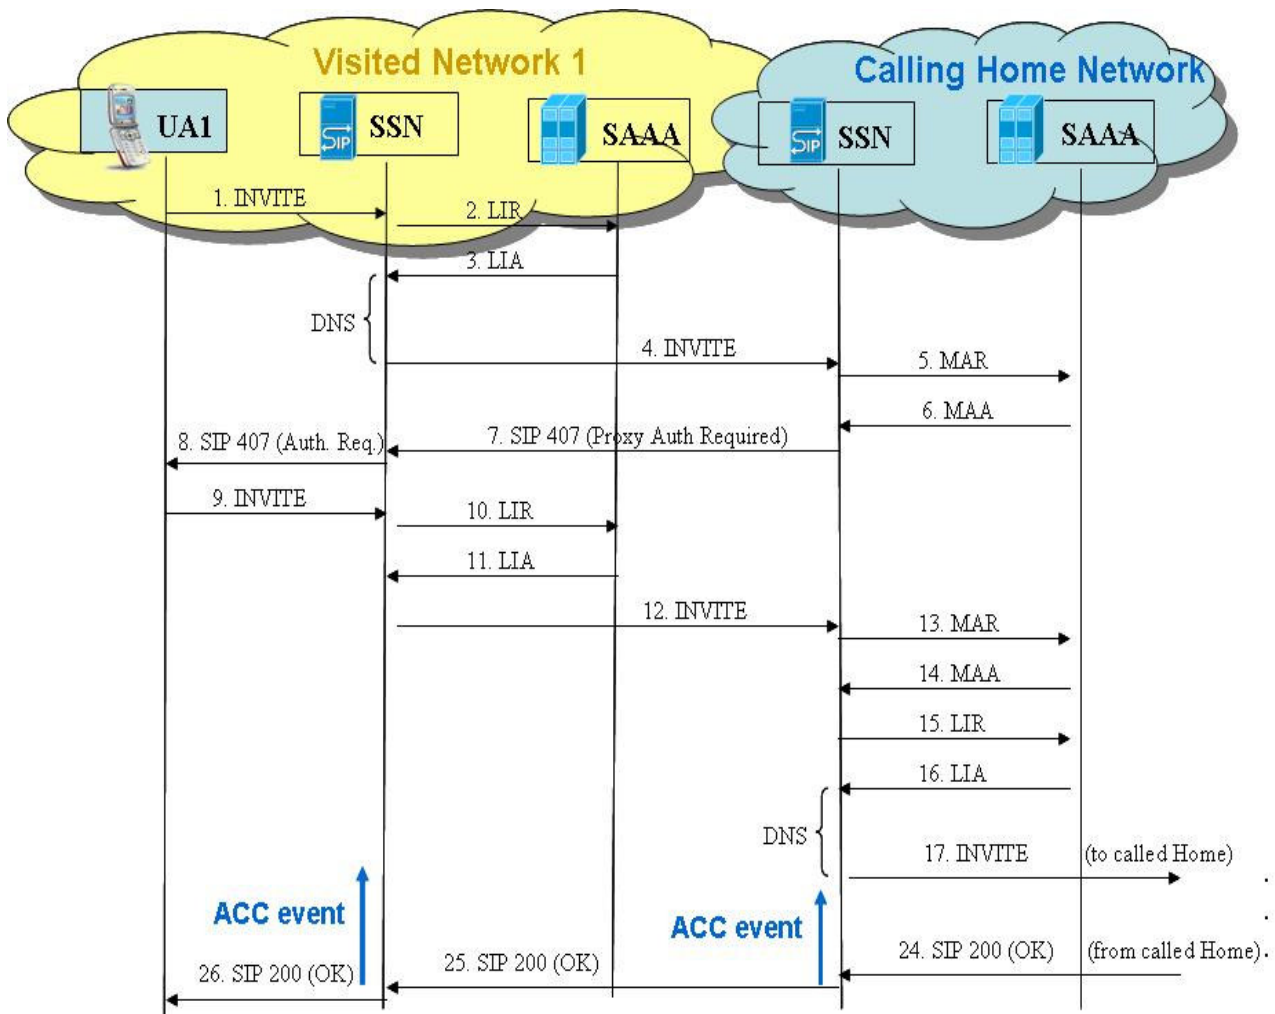 Visited Network 1
Calling Home Network
UA1
SIP
SSN
SAAA
SIP
SSN
SAAA
1. INVITE
2. LIR
3. LIA
DNS
4. INVITE
5. MAR
6. MAA
7. SIP 407 (Proxy Auth Required)
8. SIP 407 (Auth. Req.)
9. INVITE
10. LIR
11. LIA
12. INVITE
13. MAR
14. MAA
15. LIR
16. LIA
DNS
17. INVITE (to called Home)
ACC event
ACC event
24. SIP 200 (OK) (from called Home)
25. SIP 200 (OK)
26. SIP 200 (OK)